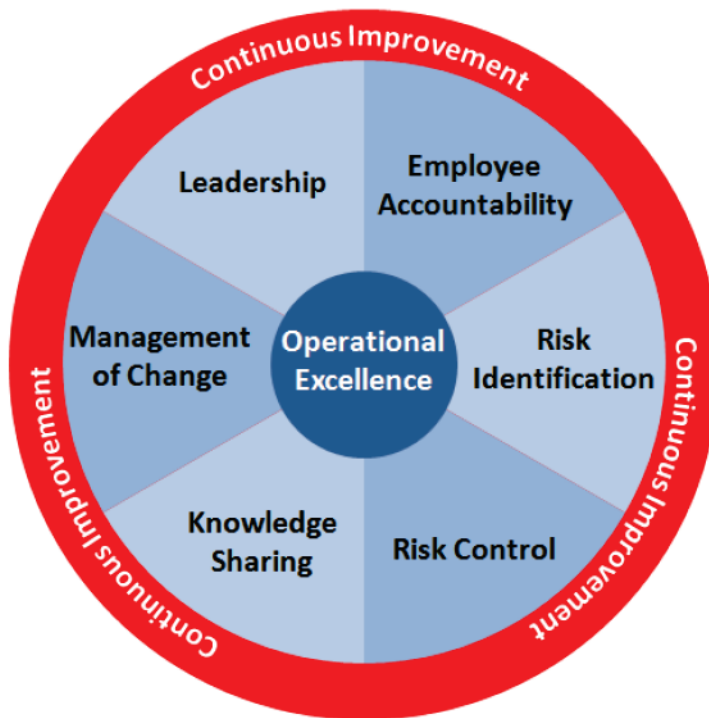 Continuous Improvement
Leadership
Employee
Accountability
Management
of Change
Operational
Excellence
Risk
Identification
Knowledge
Sharing
Risk Control
Continuous Improvement
Continuous Improvement